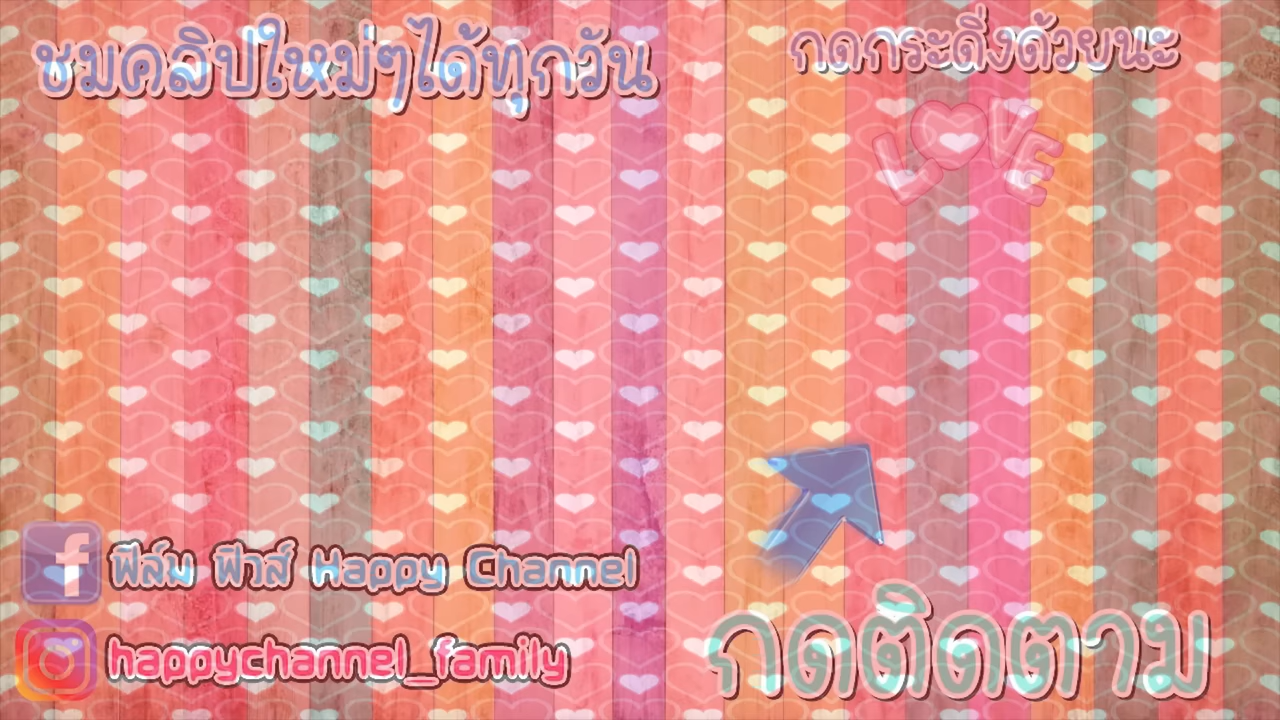 ชมคลิปใหม่ๆได้ทุกวัน
กดกระดิ่งด้วยนะ
LOVE
ฟิล์ม ฟิวส์ Happy Channel
happychannel_family
กดติดตาม